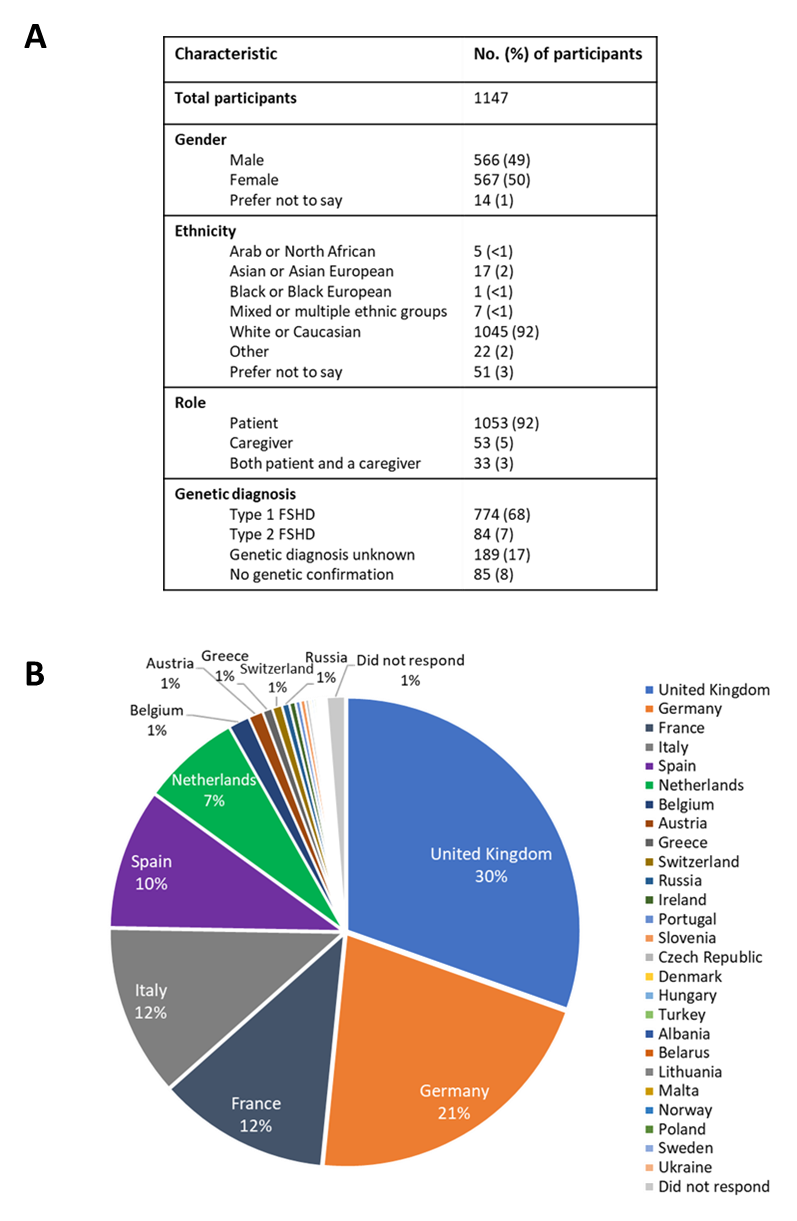 A
Characteristic No. (%) of participants
Total participants 1147
Gender
Male 566 (49)
Female 567 (50)
Prefer not to say 14 (1)
Ethnicity
Arab or North African 5 (<1)
Asian or Asian European 17 (2)
Black or Black European 1 (<1)
Mixed or multiple ethnic groups 7 (<1)
White or Caucasian 1045 (92)
Other 22 (2)
Prefer not to say 51 (3)
Role
Patient 1053 (92)
Caregiver 53 (5)
Both patient and a caregiver 33 (3)
Genetic diagnosis
Type 1 FSHD 774 (68)
Type 2 FSHD 84 (7)
Genetic diagnosis unknown 189 (17)
No genetic confirmation 85 (8)
B
Belgium
1%
Austria
1%
Greece
1%
Switzerland
1%
Russia
1%
Did not respond
1%
United Kingdom
30%
Germany
21%
France
12%
Italy
12%
Spain
10%
Netherlands
7%
United Kingdom
Germany
France
Italy
Spain
Netherlands
Belgium
Austria
Greece
Switzerland
Russia
Ireland
Portugal
Slovenia
Czech Republic
Denmark
Hungary
Turkey
Albania
Belarus
Lithuania
Malta
Norway
Poland
Sweden
Ukraine
Did not respond